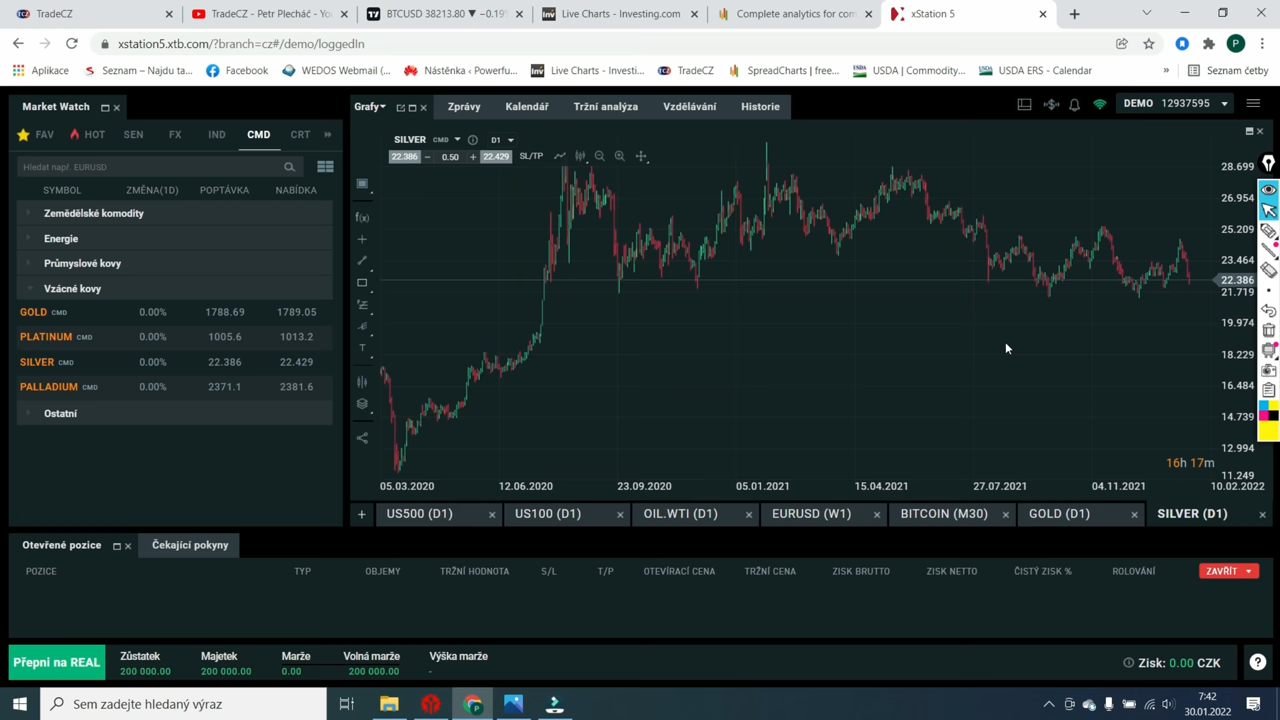 TradeCZ
TradeCZ - Petr Plecháč - Yo
BTCUSD 38213.80 ▼ −0.19%
Live Charts - Investing.com
Complete analytics for com
xStation 5
xstation5.xtb.com/?branch=cz#/demo/loggedIn
Aplikace
Seznam – Najdu ta...
Facebook
WEDOS Webmail (...
Nástěnka ‹ Powerfu...
Live Charts - Investi...
TradeCZ
SpreadCharts | free...
USDA | Commodity...
USDA ERS - Calendar
»
Seznam četby
Market Watch
Grafy
Zprávy
Kalendář
Tržní analýza
Vzdělávání
Historie
DEMO 12937595
FAV
HOT
SEN
FX
IND
CMD
CRT
»
Hledat např. EURUSD
SYMBOL
ZMĚNA(1D)
POPTÁVKA
NABÍDKA
Zemědělské komodity
Energie
Průmyslové kovy
Vzácné kovy
GOLD CMD 0.00% 1788.69 1789.05
PLATINUM CMD 0.00% 1005.6 1013.2
SILVER CMD 0.00% 22.386 22.429
PALLADIUM CMD 0.00% 2371.1 2381.6
Ostatní
SILVER CMD
D1
22.386 − 0.50 + 22.429 SL/TP
f(x)
T
28.699
26.954
25.209
23.464
22.386
21.719
19.974
18.229
16.484
14.739
12.994
11.249
16h 17m
05.03.2020
12.06.2020
23.09.2020
05.01.2021
15.04.2021
27.07.2021
04.11.2021
10.02.2022
US500 (D1)
US100 (D1)
OIL.WTI (D1)
EURUSD (W1)
BITCOIN (M30)
GOLD (D1)
SILVER (D1)
Otevřené pozice
Čekající pokyny
POZICE
TYP
OBJEMY
TRŽNÍ HODNOTA
S/L
T/P
OTEVÍRACÍ CENA
TRŽNÍ CENA
ZISK BRUTTO
ZISK NETTO
ČISTÝ ZISK %
ROLOVÁNÍ
ZAVŘÍT
Přepni na REAL
Zůstatek
200 000.00
Majetek
200 000.00
Marže
0.00
Volná marže
200 000.00
Výška marže
-
Zisk: 0.00 CZK
?
Sem zadejte hledaný výraz
7:42
30.01.2022